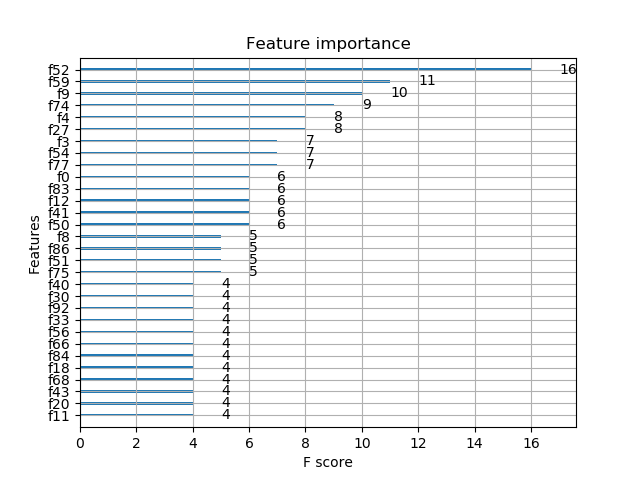 Feature importance
f52 16
f59 11
f9 10
f74 9
f4 8
f27 8
f3 7
f54 7
f77 7
f0 6
f83 6
f12 6
f41 6
f50 6
f8 5
f86 5
f51 5
f75 5
f40 4
f30 4
f92 4
f33 4
f56 4
f66 4
f84 4
f18 4
f68 4
f43 4
f20 4
f11 4
Features
0 2 4 6 8 10 12 14 16
F score